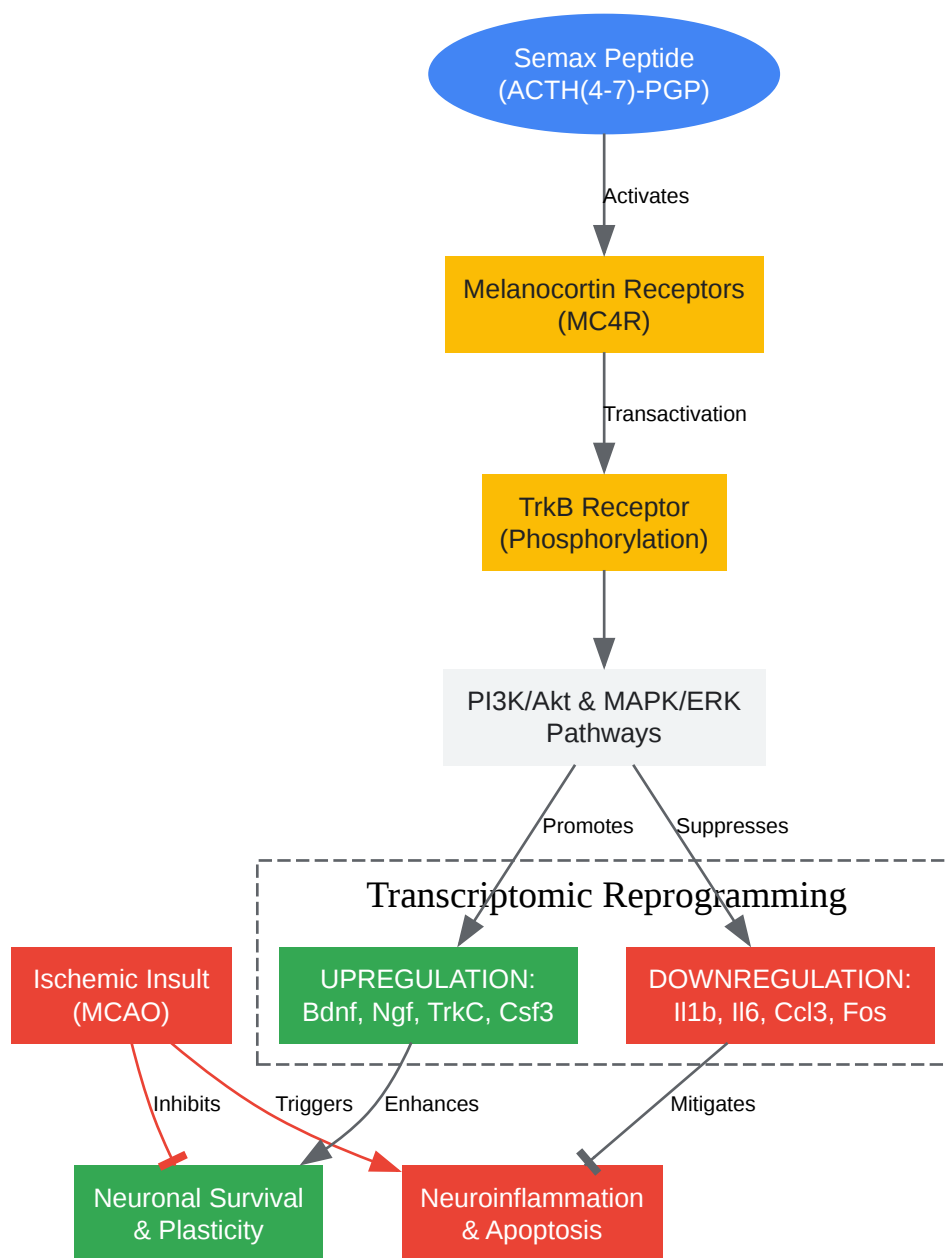 Semax Peptide
(ACTH(4-7)-PGP)
Activates
Melanocortin Receptors
(MC4R)
Transactivation
TrkB Receptor
(Phosphorylation)
PI3K/Akt & MAPK/ERK
Pathways
Promotes
Suppresses
Transcriptomic Reprogramming
Ischemic Insult
(MCAO)
UPREGULATION:
Bdnf, Ngf, TrkC, Csf3
DOWNREGULATION:
Il1b, Il6, Ccl3, Fos
Inhibits
Triggers
Enhances
Mitigates
Neuronal Survival
& Plasticity
Neuroinflammation
& Apoptosis